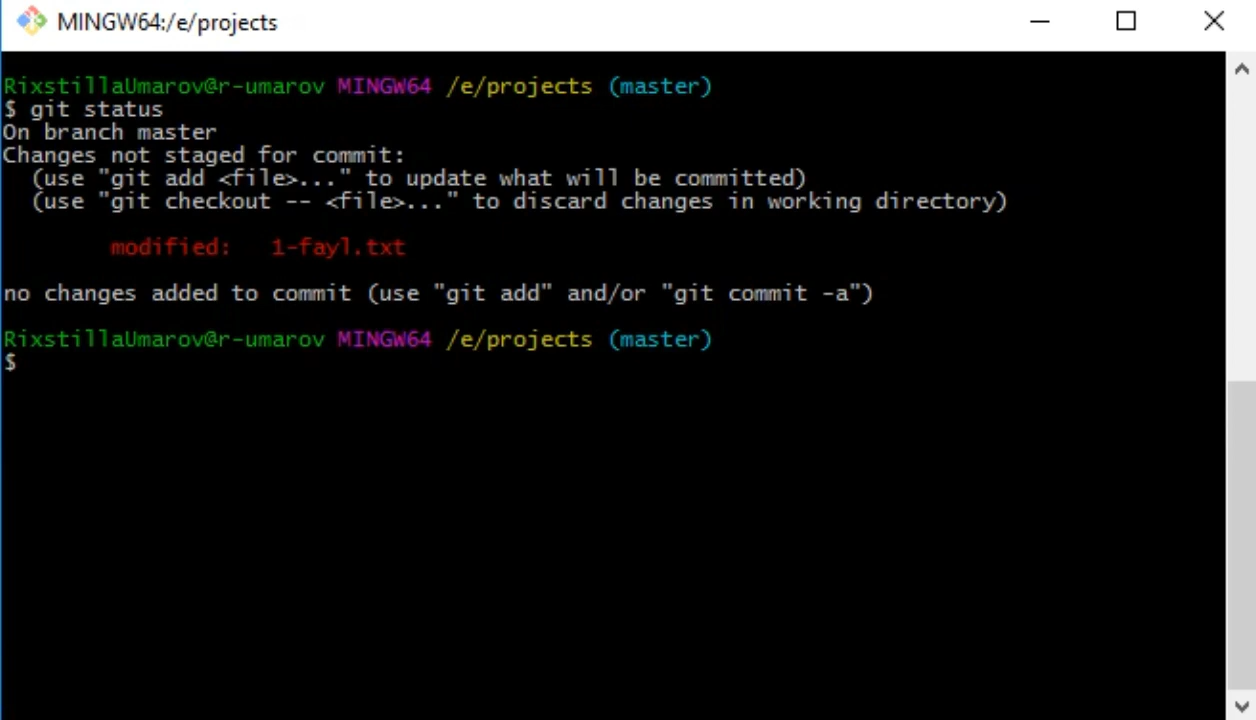 MINGW64:/e/projects
RixstillaUmarov@r-umarov MINGW64 /e/projects (master)
$ git status
On branch master
Changes not staged for commit:
  (use "git add <file>..." to update what will be committed)
  (use "git checkout -- <file>..." to discard changes in working directory)
        modified:   1-fayl.txt
no changes added to commit (use "git add" and/or "git commit -a")
RixstillaUmarov@r-umarov MINGW64 /e/projects (master)
$